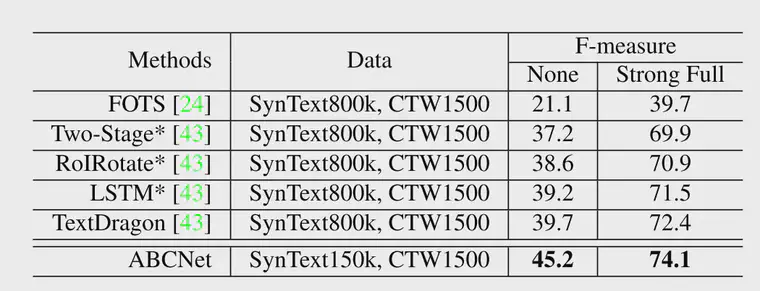 Methods Data F-measure
None Strong Full
FOTS [24] SynText800k, CTW1500 21.1 39.7
Two-Stage* [43] SynText800k, CTW1500 37.2 69.9
RoIRotate* [43] SynText800k, CTW1500 38.6 70.9
LSTM* [43] SynText800k, CTW1500 39.2 71.5
TextDragon [43] SynText800k, CTW1500 39.7 72.4
ABCNet SynText150k, CTW1500 45.2 74.1